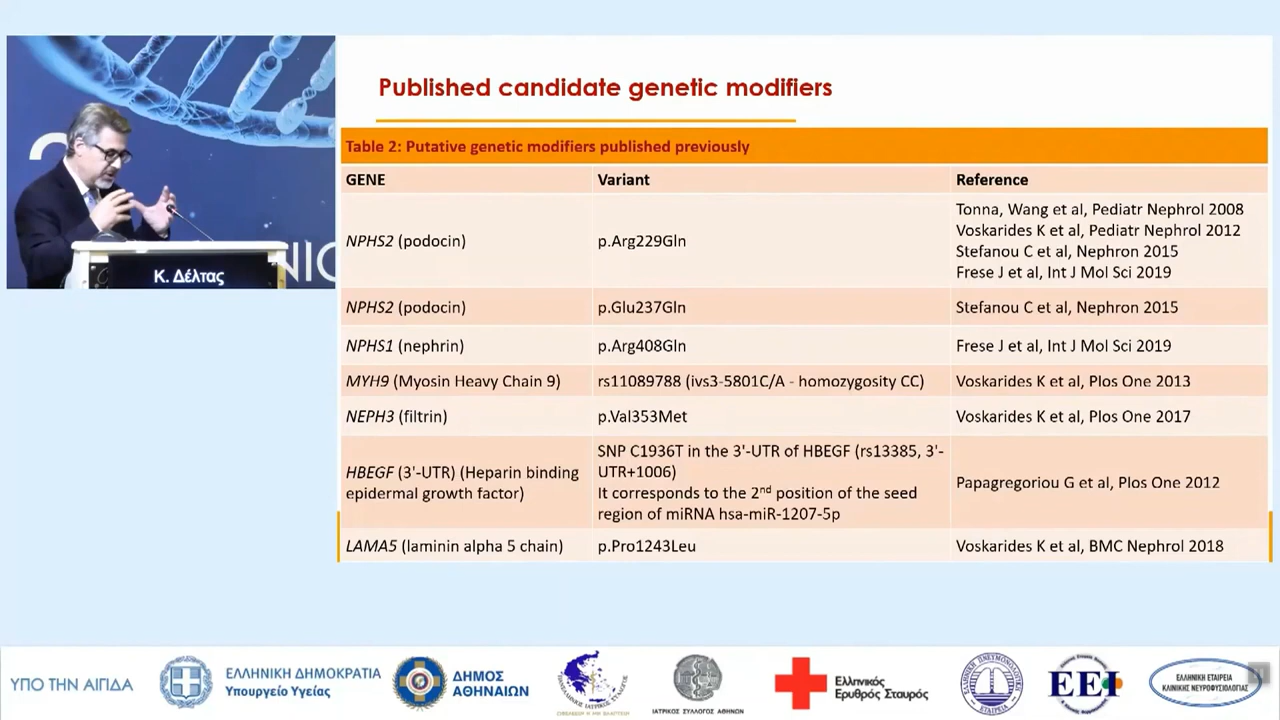 Published candidate genetic modifiers
Table 2: Putative genetic modifiers published previously
GENE
Variant
Reference
NPHS2 (podocin)
p.Arg229Gln
Tonna, Wang et al, Pediatr Nephrol 2008
Voskarides K et al, Pediatr Nephrol 2012
Stefanou C et al, Nephron 2015
Frese J et al, Int J Mol Sci 2019
NPHS2 (podocin)
p.Glu237Gln
Stefanou C et al, Nephron 2015
NPHS1 (nephrin)
p.Arg408Gln
Frese J et al, Int J Mol Sci 2019
MYH9 (Myosin Heavy Chain 9)
rs11089788 (ivs3-5801C/A - homozygosity CC)
Voskarides K et al, Plos One 2013
NEPH3 (filtrin)
p.Val353Met
Voskarides K et al, Plos One 2017
HBEGF (3'-UTR) (Heparin binding
epidermal growth factor)
SNP C1936T in the 3'-UTR of HBEGF (rs13385, 3'-
UTR+1006)
It corresponds to the 2nd position of the seed
region of miRNA hsa-miR-1207-5p
Papagregoriou G et al, Plos One 2012
LAMA5 (laminin alpha 5 chain)
p.Pro1243Leu
Voskarides K et al, BMC Nephrol 2018
Κ. Δέλτας
ΥΠΟ ΤΗΝ ΑΙΓΙΔΑ
ΕΛΛΗΝΙΚΗ ΔΗΜΟΚΡΑΤΙΑ
Υπουργείο Υγείας
ΔΗΜΟΣ
ΑΘΗΝΑΙΩΝ
ΙΑΤΡΙΚΟΣ ΣΥΛΛΟΓΟΣ ΑΘΗΝΩΝ
Ελληνικός
Ερυθρός Σταυρός
ΕΕΙ
ΕΛΛΗΝΙΚΗ ΕΤΑΙΡΕΙΑ
ΚΛΙΝΙΚΗΣ ΝΕΥΡΟΦΥΣΙΟΛΟΓΙΑΣ